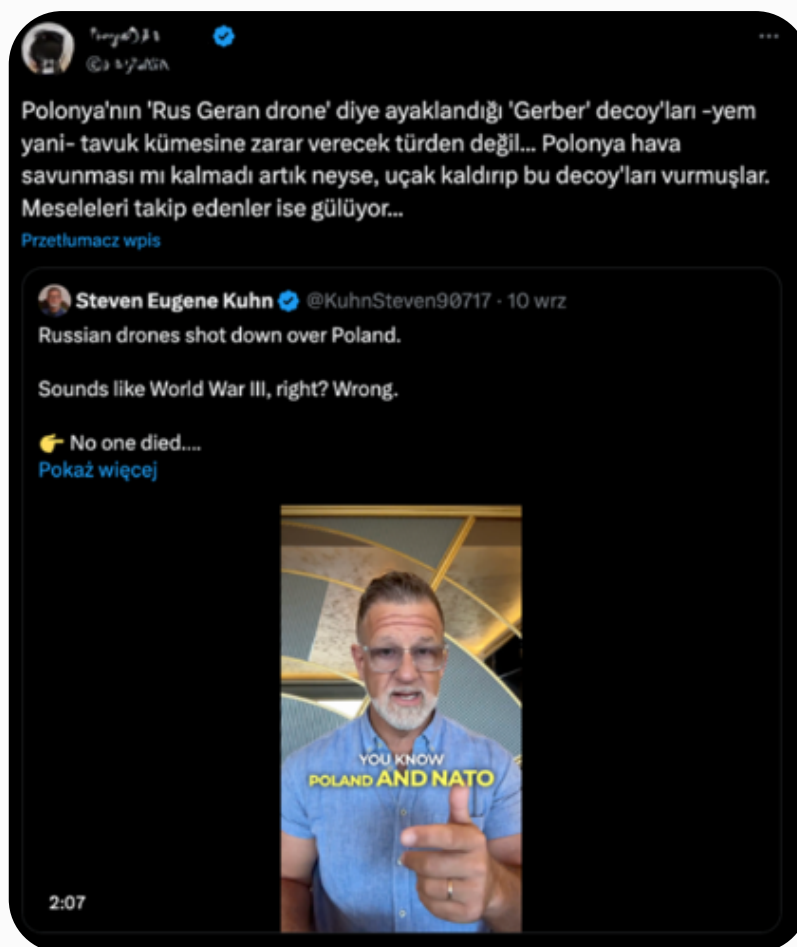 Polonya'nın 'Rus Geran drone' diye ayaklandığı 'Gerber' decoy'ları -yem
yani- tavuk kümesine zarar verecek türden değil... Polonya hava
savunması mı kalmadı artık neyse, uçak kaldırıp bu decoy'ları vurmuşlar.
Meseleleri takip edenler ise gülüyor...
Przetłumacz wpis
Steven Eugene Kuhn @KuhnSteven90717 · 10 wrz
Russian drones shot down over Poland.
Sounds like World War III, right? Wrong.
👉 No one died....
Pokaż więcej
YOU KNOW
POLAND AND NATO
2:07